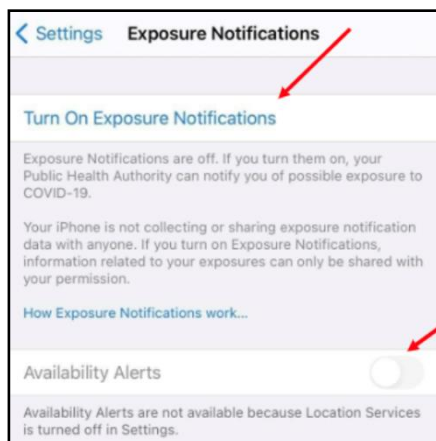 Settings Exposure Notifications
Turn On Exposure Notifications
Exposure Notifications are off. If you turn them on, your
Public Health Authority can notify you of possible exposure to
COVID-19.
Your iPhone is not collecting or sharing exposure notification
data with anyone. If you turn on Exposure Notifications,
information related to your exposures can only be shared with
your permission.
How Exposure Notifications work...
Availability Alerts
Availability Alerts are not available because Location Services
is turned off in Settings.